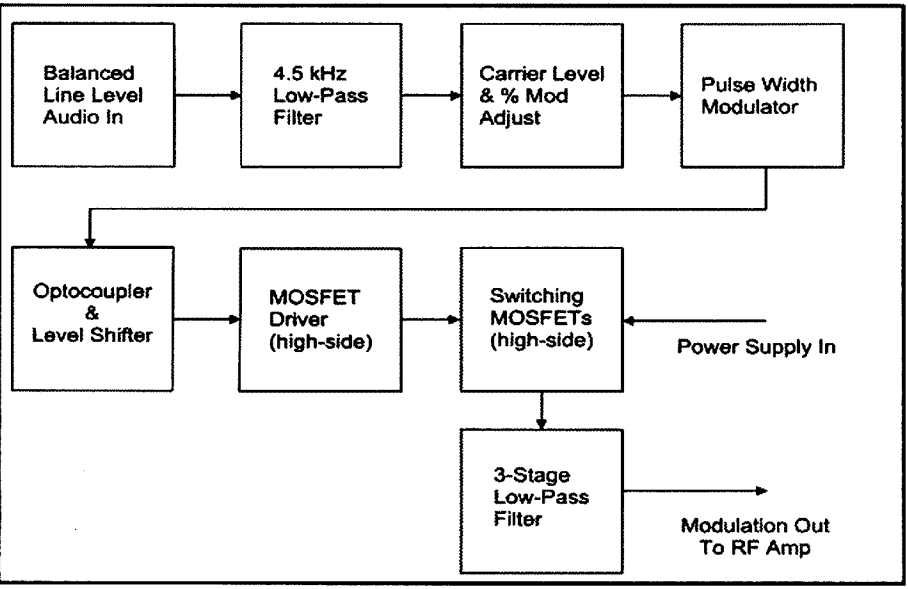 Balanced
Line Level
Audio In
4.5 kHz
Low-Pass
Filter
Carrier Level
& % Mod
Adjust
Pulse Width
Modulator
Optocoupler
&
Level Shifter
MOSFET
Driver
(high-side)
Switching
MOSFETs
(high-side)
Power Supply In
3-Stage
Low-Pass
Filter
Modulation Out
To RF Amp